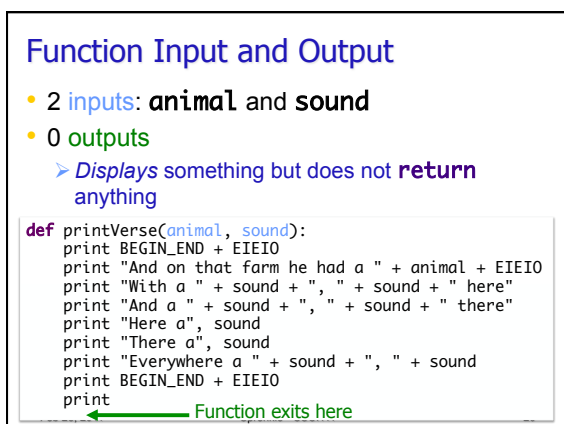 Function Input and Output
• 2 inputs: animal and sound
• 0 outputs
➢ Displays something but does not return
anything
def printVerse(animal, sound):
    print BEGIN_END + EIEIO
    print "And on that farm he had a " + animal + EIEIO
    print "With a " + sound + ", " + sound + " here"
    print "And a " + sound + ", " + sound + " there"
    print "Here a", sound
    print "There a", sound
    print "Everywhere a " + sound + ", " + sound
    print BEGIN_END + EIEIO
    print
Function exits here